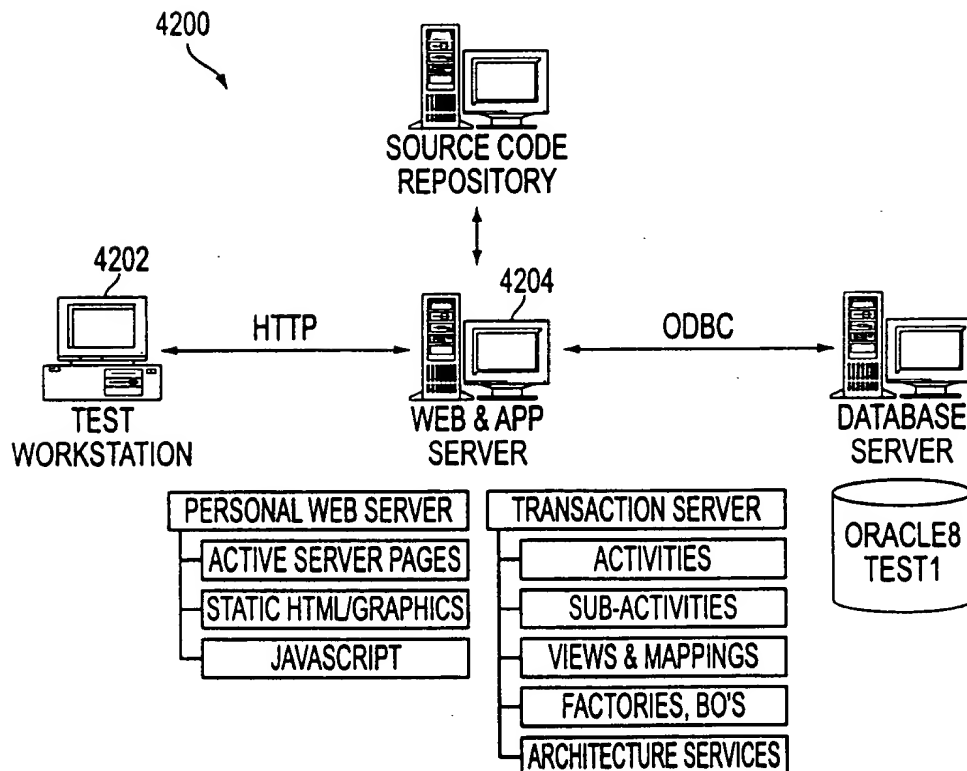 4200
SOURCE CODE
REPOSITORY
4202
4204
HTTP
ODBC
TEST
WORKSTATION
WEB & APP
SERVER
DATABASE
SERVER
PERSONAL WEB SERVER
ACTIVE SERVER PAGES
STATIC HTML/GRAPHICS
JAVASCRIPT
TRANSACTION SERVER
ACTIVITIES
SUB-ACTIVITIES
VIEWS & MAPPINGS
FACTORIES, BO'S
ARCHITECTURE SERVICES
ORACLE8
TEST1